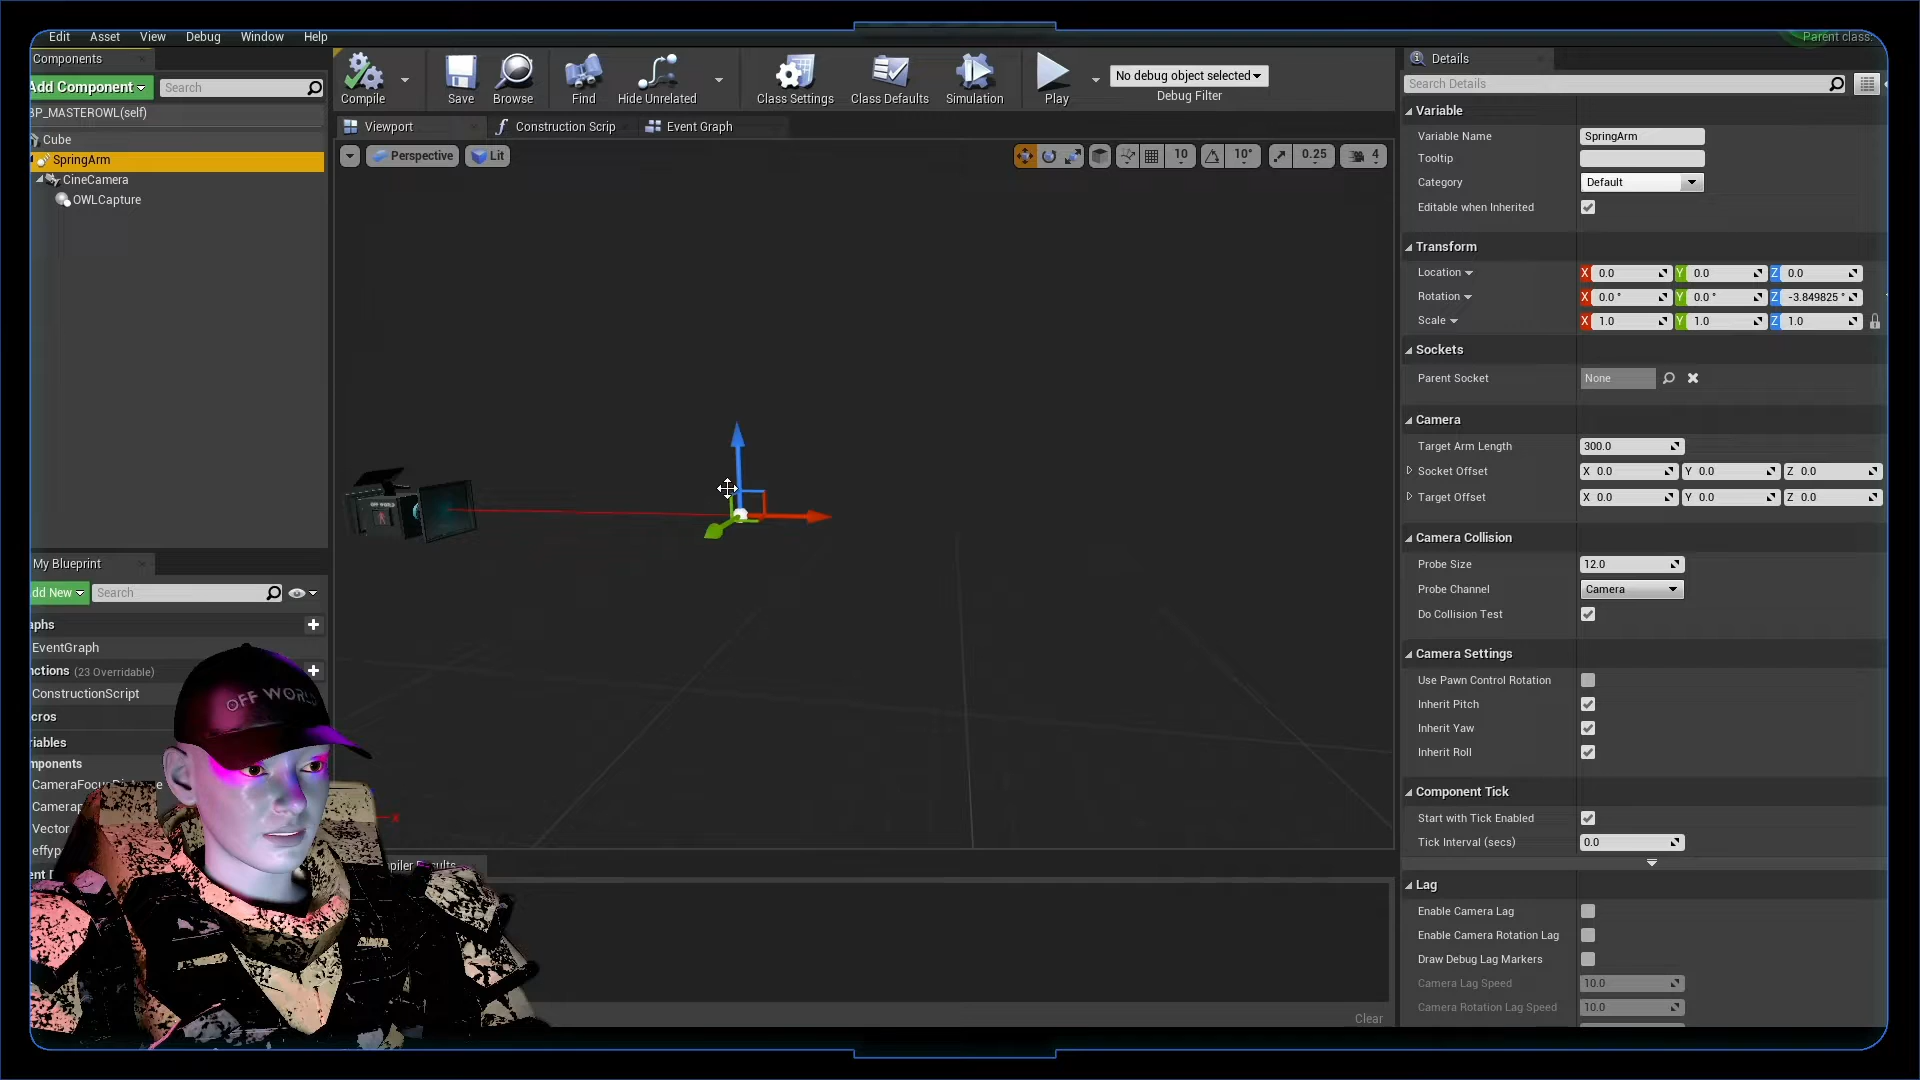 Edit Asset View Debug Window Help
Parent class:
Components
Add Component
Search
BP_MASTEROWL(self)
Cube
SpringArm
CineCamera
OWLCapture
Compile
Save
Browse
Find
Hide Unrelated
Class Settings
Class Defaults
Simulation
Play
No debug object selected
Debug Filter
Viewport
Construction Scrip
Event Graph
Perspective
Lit
10
10°
0.25
4
OFF WORLD
X
My Blueprint
dd New
Search
aphs
EventGraph
nctions (23 Overridable)
ConstructionScript
cros
riables
mponents
Vector
effyp
OFF WORL
piler Results
Clear
Details
Search Details
Variable
Variable Name SpringArm
Tooltip
Category Default
Editable when Inherited
Transform
Location X 0.0 Y 0.0 Z 0.0
Rotation X 0.0 ° Y 0.0 ° Z -3.849825 °
Scale X 1.0 Y 1.0 Z 1.0
Sockets
Parent Socket None
Camera
Target Arm Length 300.0
Socket Offset X 0.0 Y 0.0 Z 0.0
Target Offset X 0.0 Y 0.0 Z 0.0
Camera Collision
Probe Size 12.0
Probe Channel Camera
Do Collision Test
Camera Settings
Use Pawn Control Rotation
Inherit Pitch
Inherit Yaw
Inherit Roll
Component Tick
Start with Tick Enabled
Tick Interval (secs) 0.0
Lag
Enable Camera Lag
Enable Camera Rotation Lag
Draw Debug Lag Markers
Camera Lag Speed 10.0
Camera Rotation Lag Speed 10.0